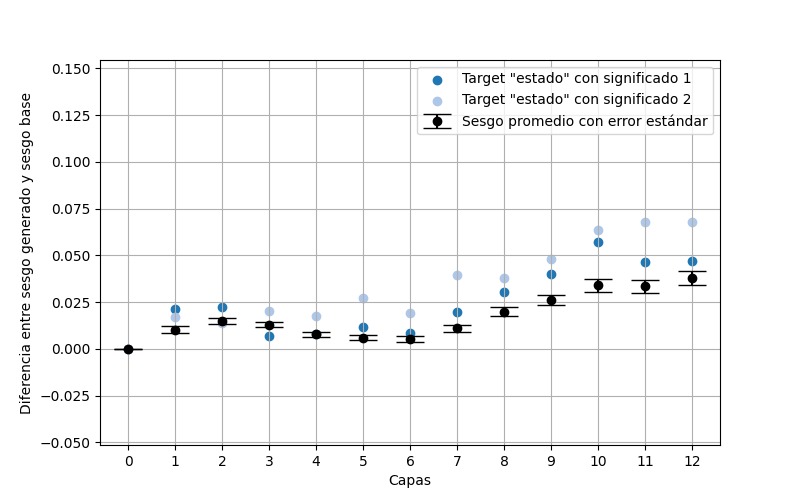 0.150
0.125
0.100
0.075
0.050
0.025
0.000
−0.025
−0.050
Diferencia entre sesgo generado y sesgo base
Target "estado" con significado 1
Target "estado" con significado 2
Sesgo promedio con error estándar
0 1 2 3 4 5 6 7 8 9 10 11 12
Capas